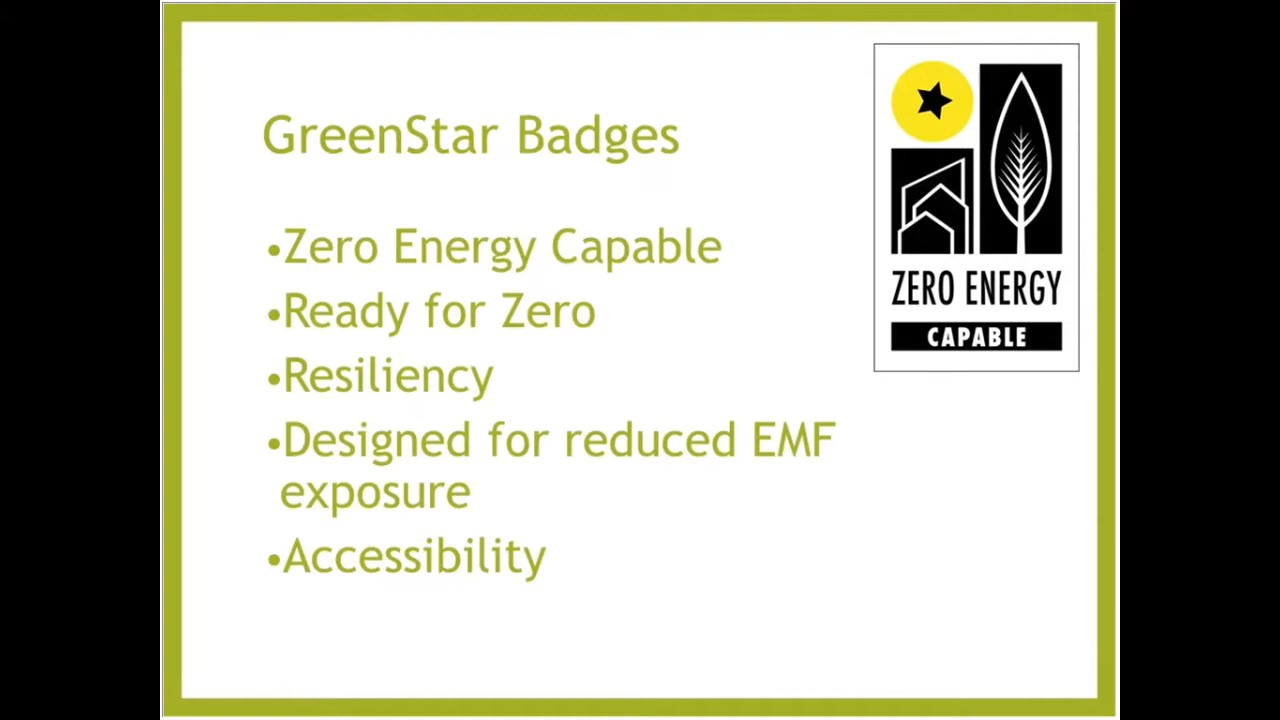 GreenStar Badges
•Zero Energy Capable
•Ready for Zero
•Resiliency
•Designed for reduced EMF
exposure
•Accessibility
ZERO ENERGY
CAPABLE